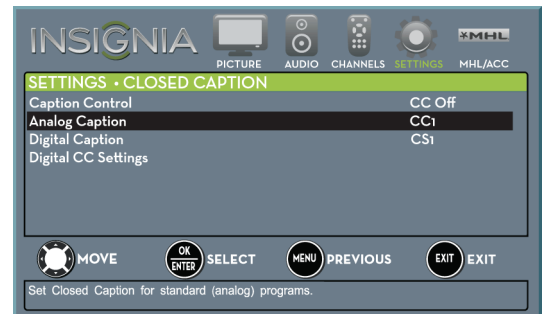 INSIGNIA
PICTURE AUDIO CHANNELS SETTINGS MHL/ACC
MHL
SETTINGS • CLOSED CAPTION
Caption Control CC Off
Analog Caption CC1
Digital Caption CS1
Digital CC Settings
MOVE OK/ENTER SELECT MENU PREVIOUS EXIT EXIT
Set Closed Caption for standard (analog) programs.